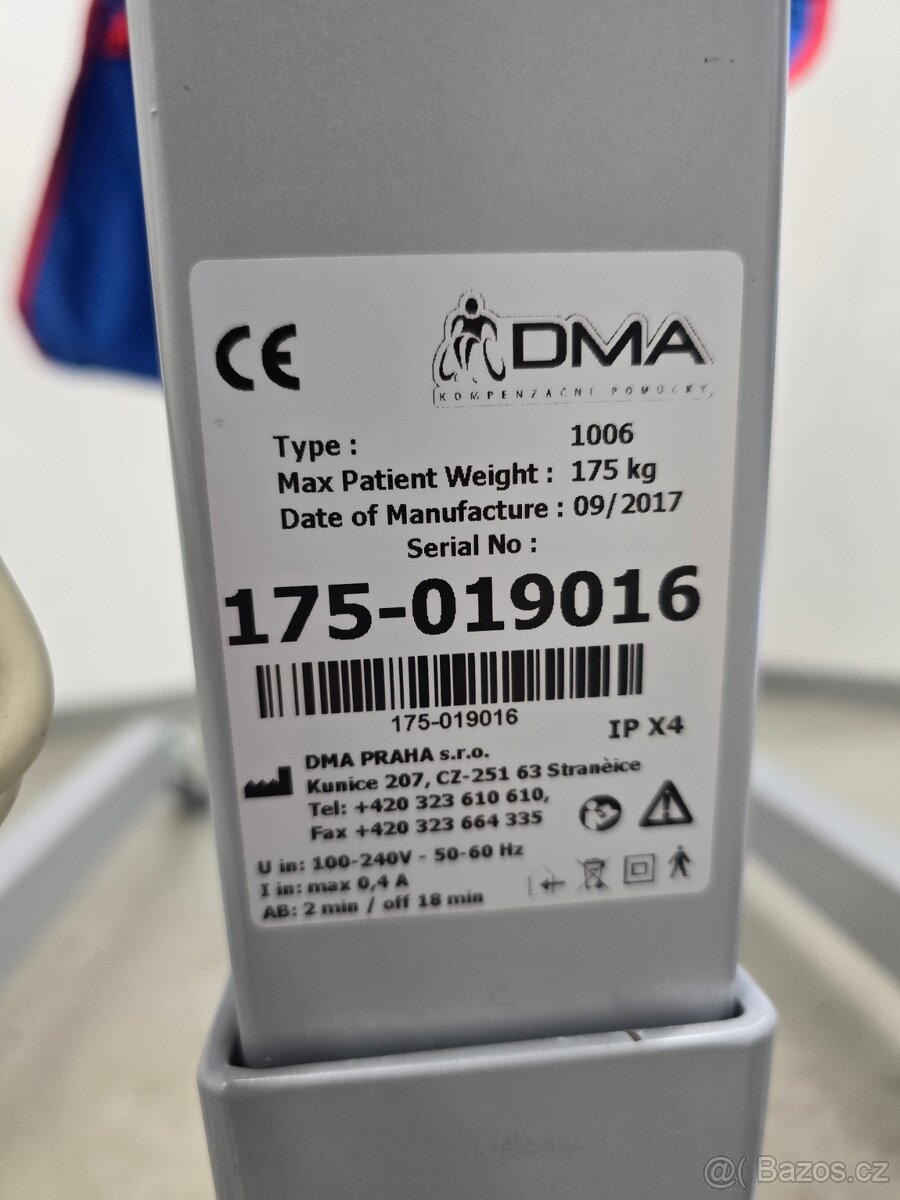 CE
DMA
KOMPENZAČNÍ POMŮCKY
Type : 1006
Max Patient Weight : 175 kg
Date of Manufacture : 09/2017
Serial No :
175-019016
175-019016
IP X4
DMA PRAHA s.r.o.
Kunice 207, CZ-251 63 Stranèice
Tel: +420 323 610 610,
Fax +420 323 664 335
U in: 100-240V - 50-60 Hz
I in: max 0,4 A
AB: 2 min / off 18 min
@( Bazos.cz